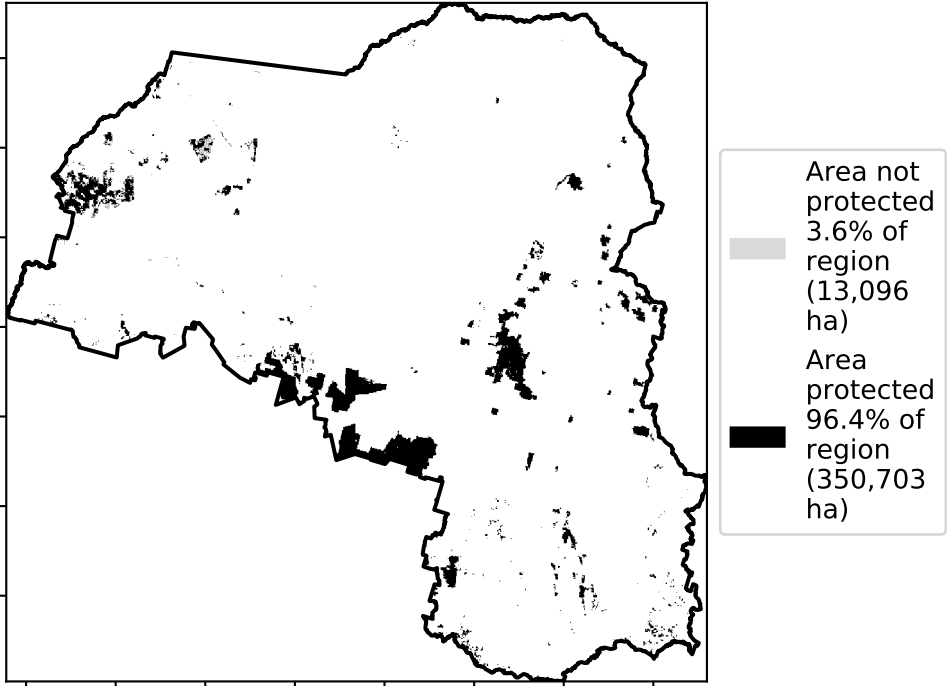 Area not
protected
3.6% of
region
(13,096
ha)
Area
protected
96.4% of
region
(350,703
ha)